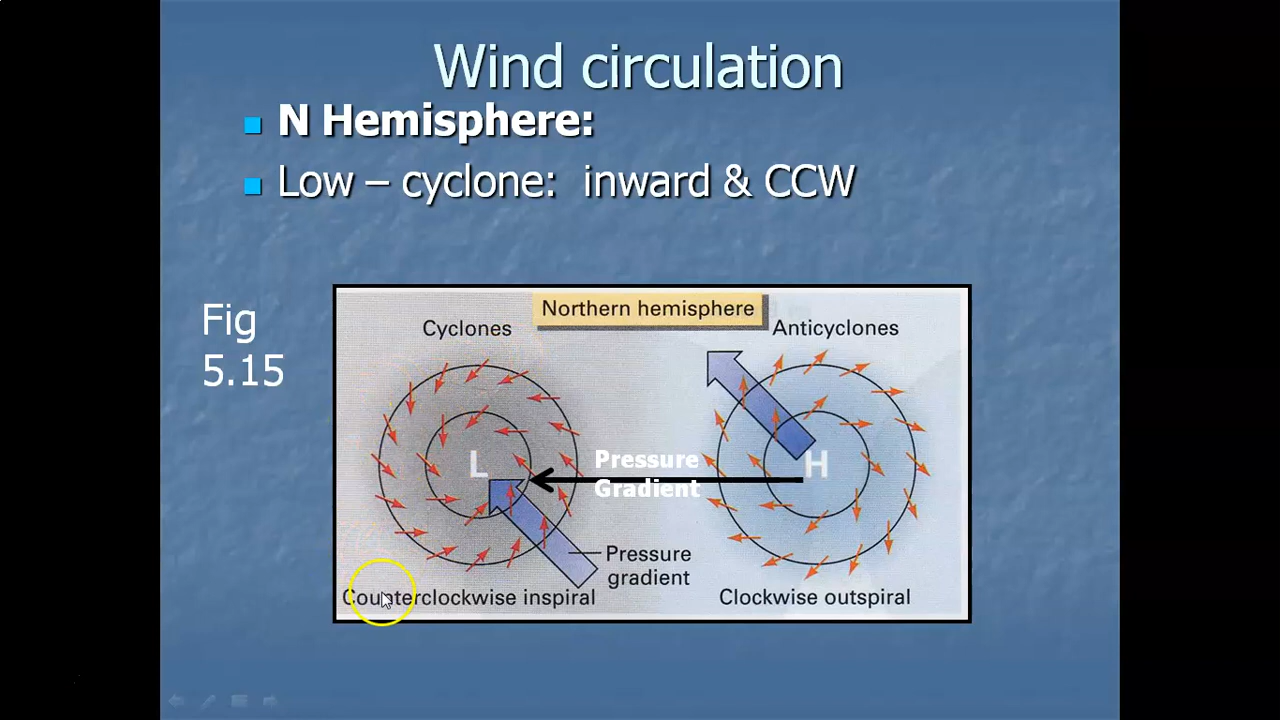 Wind circulation
N Hemisphere:
Low – cyclone: inward & CCW
Fig
5.15
Northern hemisphere
Cyclones
Anticyclones
L
Pressure
Gradient
H
Pressure
gradient
Counterclockwise inspiral
Clockwise outspiral